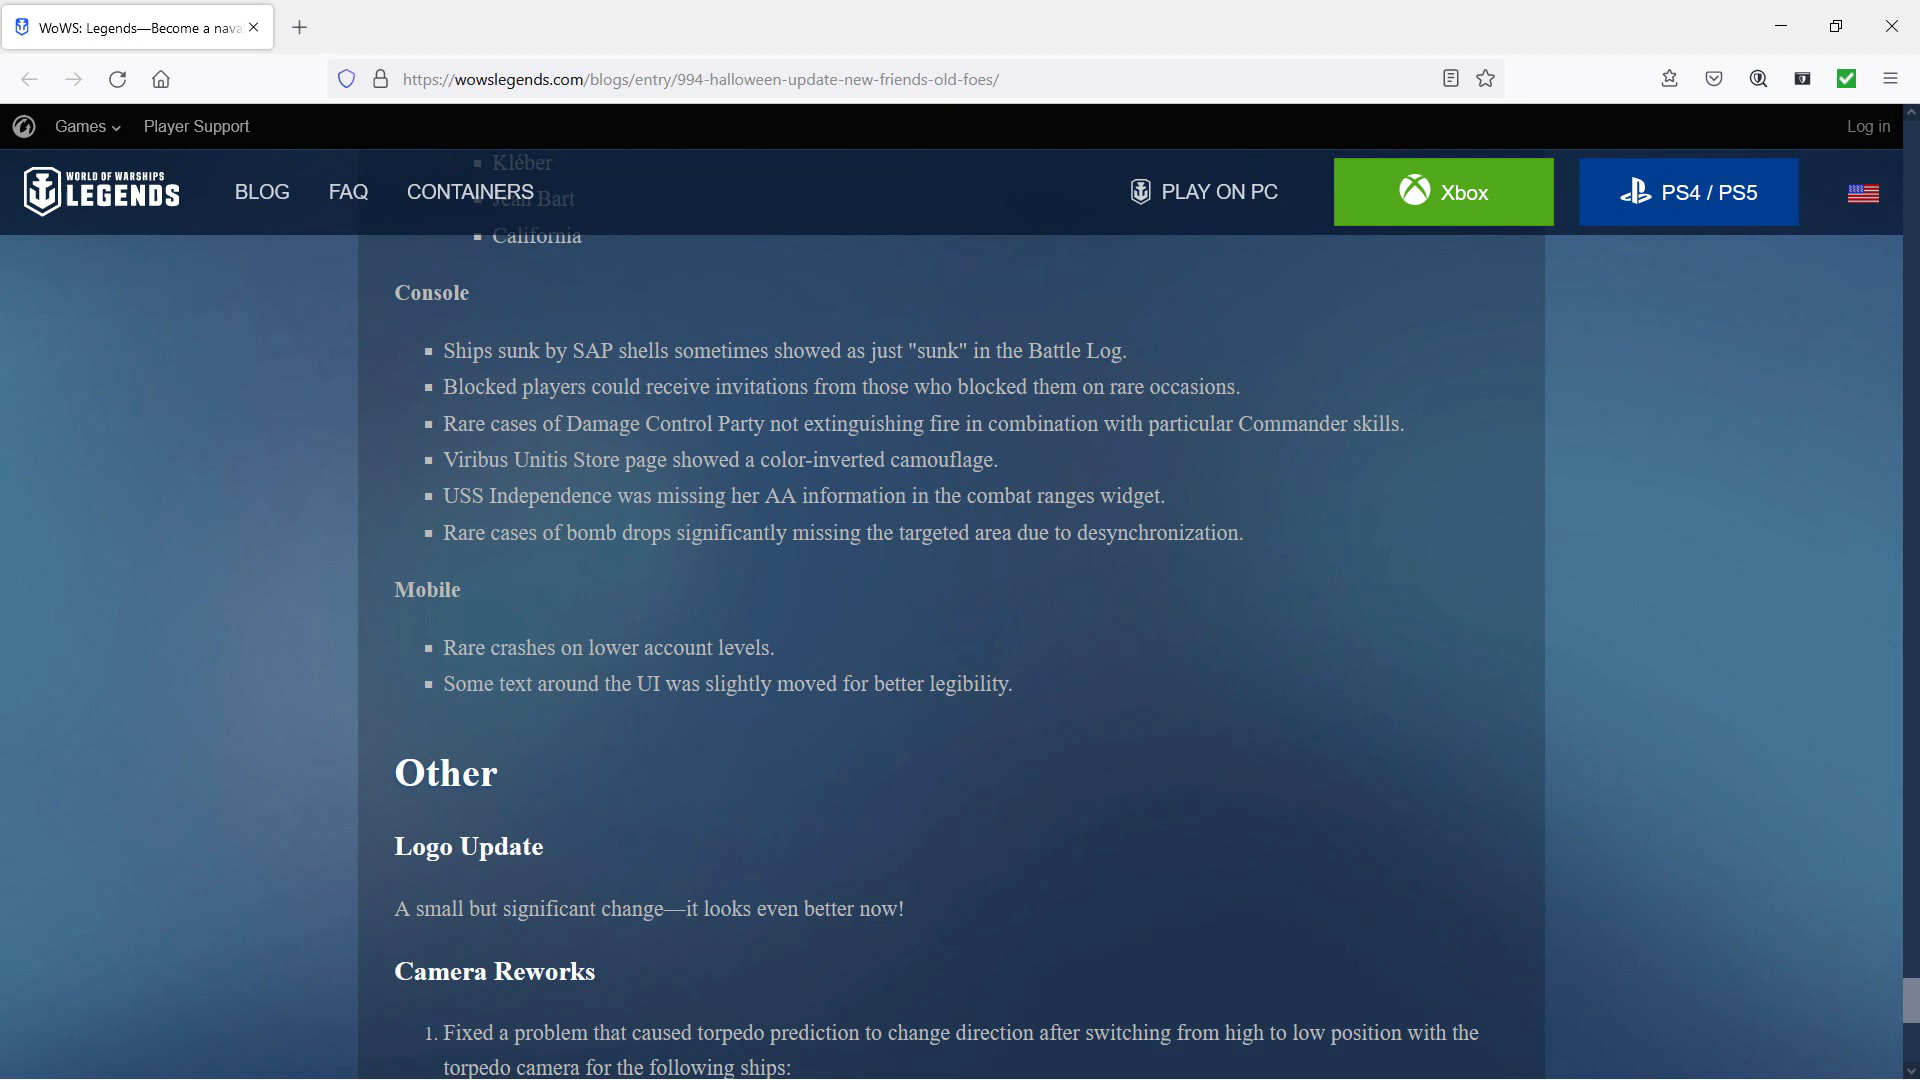 WoWS: Legends—Become a nava
https://wowslegends.com/blogs/entry/994-halloween-update-new-friends-old-foes/
Games
Player Support
Log in
WORLD OF WARSHIPS
LEGENDS
BLOG
FAQ
CONTAINERS
PLAY ON PC
Xbox
PS4 / PS5
Kléber
Jean Bart
California
Console
Ships sunk by SAP shells sometimes showed as just "sunk" in the Battle Log.
Blocked players could receive invitations from those who blocked them on rare occasions.
Rare cases of Damage Control Party not extinguishing fire in combination with particular Commander skills.
Viribus Unitis Store page showed a color-inverted camouflage.
USS Independence was missing her AA information in the combat ranges widget.
Rare cases of bomb drops significantly missing the targeted area due to desynchronization.
Mobile
Rare crashes on lower account levels.
Some text around the UI was slightly moved for better legibility.
Other
Logo Update
A small but significant change—it looks even better now!
Camera Reworks
1. Fixed a problem that caused torpedo prediction to change direction after switching from high to low position with the
torpedo camera for the following ships: